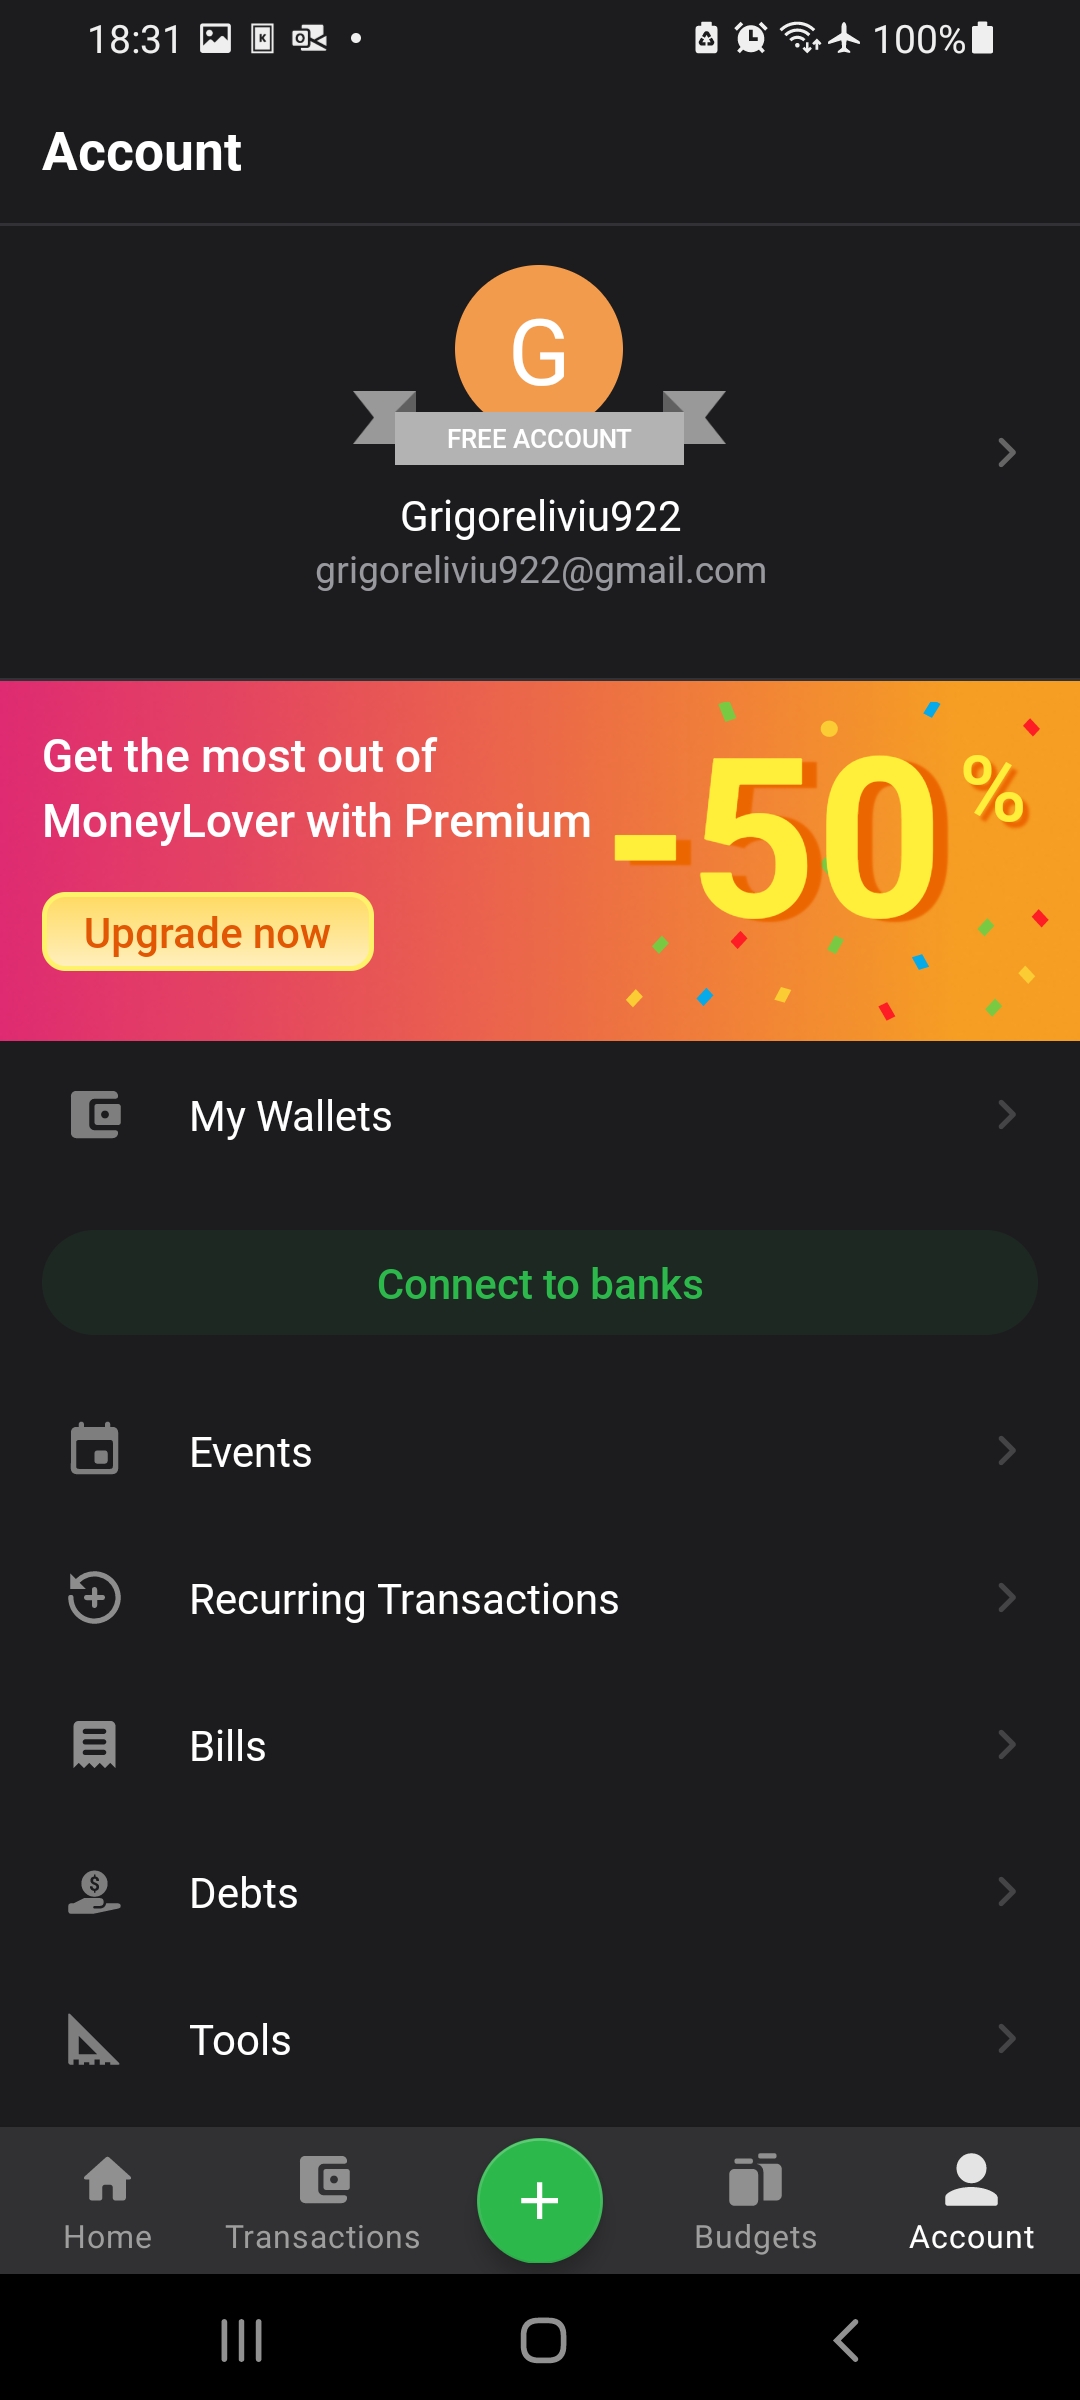 18:31
100%
Account
G
FREE ACCOUNT
Grigoreliviu922
grigoreliviu922@gmail.com
Get the most out of
MoneyLover with Premium
-50%
Upgrade now
My Wallets
Connect to banks
Events
Recurring Transactions
Bills
Debts
Tools
Home
Transactions
Budgets
Account